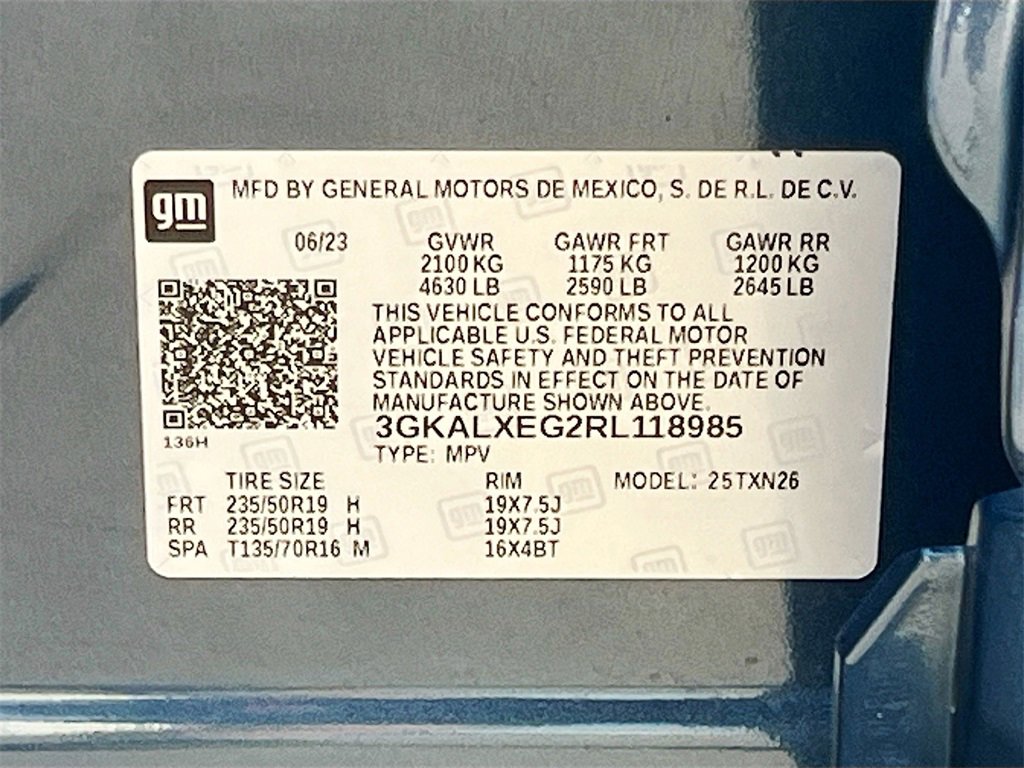 gm
MFD BY GENERAL MOTORS DE MEXICO, S. DE R.L. DE C.V.
06/23 GVWR GAWR FRT GAWR RR
2100 KG 1175 KG 1200 KG
4630 LB 2590 LB 2645 LB
THIS VEHICLE CONFORMS TO ALL
APPLICABLE U.S. FEDERAL MOTOR
VEHICLE SAFETY AND THEFT PREVENTION
STANDARDS IN EFFECT ON THE DATE OF
MANUFACTURE SHOWN ABOVE.
3GKALXEG2RL118985
136H
TYPE: MPV
TIRE SIZE RIM MODEL: 25TXN26
FRT 235/50R19 H 19X7.5J
RR 235/50R19 H 19X7.5J
SPA T135/70R16 M 16X4BT